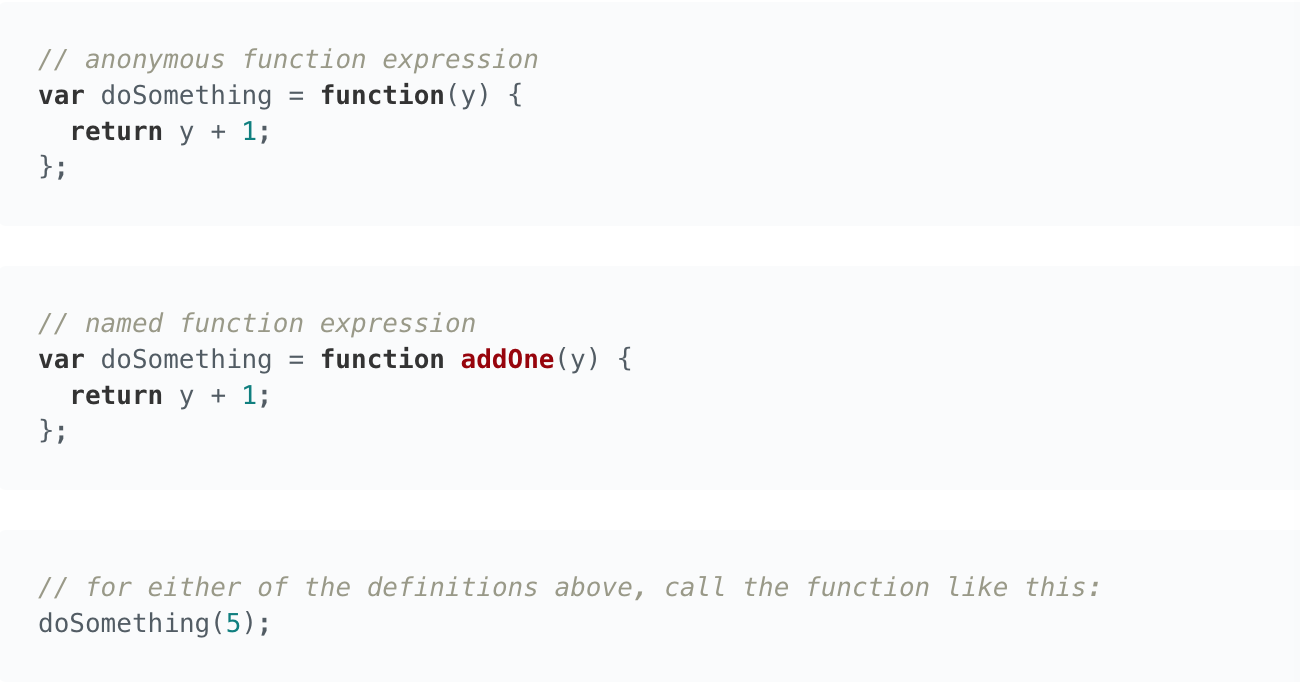 // anonymous function expression
var doSomething = function(y) {
  return y + 1;
};
// named function expression
var doSomething = function addOne(y) {
  return y + 1;
};
// for either of the definitions above, call the function like this:
doSomething(5);